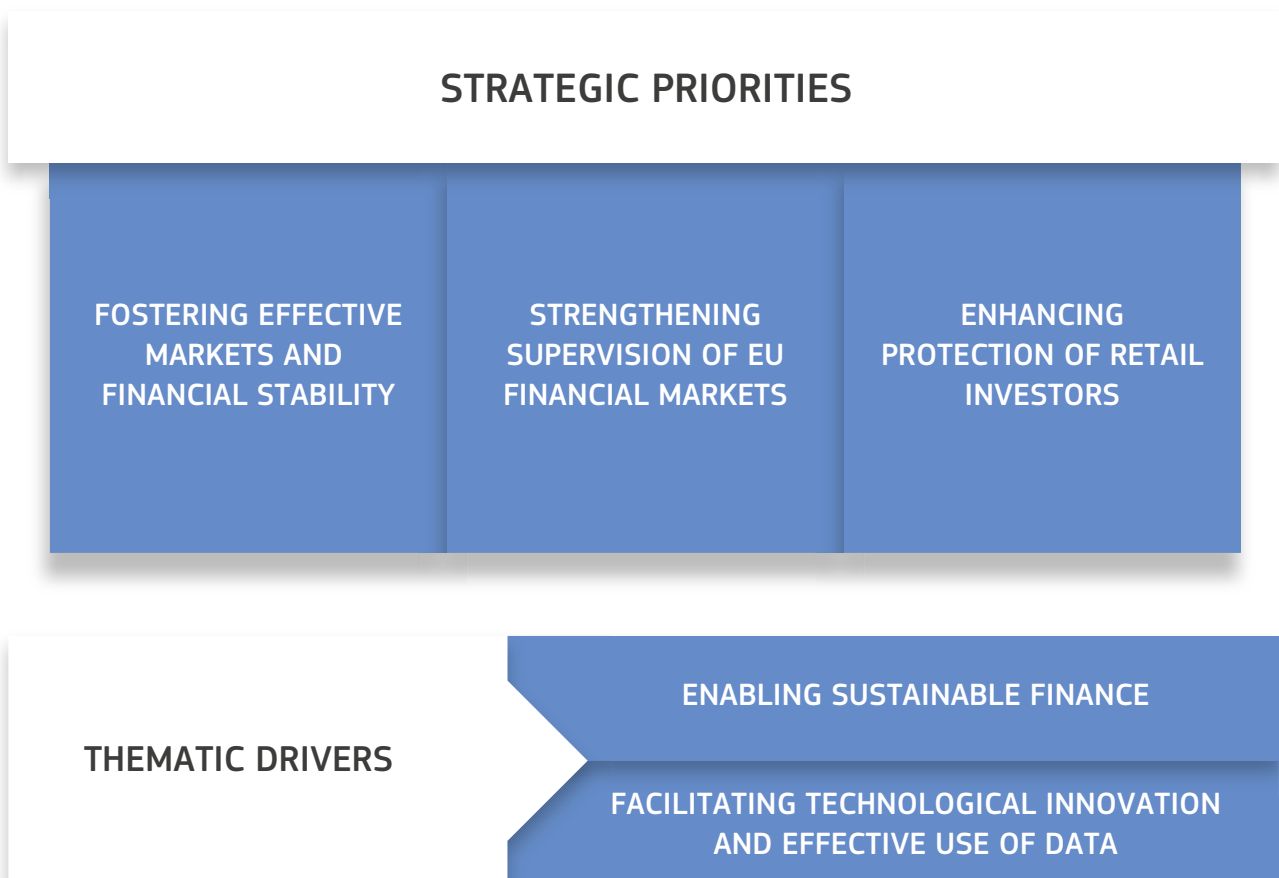 STRATEGIC PRIORITIES
FOSTERING EFFECTIVE
MARKETS AND
FINANCIAL STABILITY
STRENGTHENING
SUPERVISION OF EU
FINANCIAL MARKETS
ENHANCING
PROTECTION OF RETAIL
INVESTORS
THEMATIC DRIVERS
ENABLING SUSTAINABLE FINANCE
FACILITATING TECHNOLOGICAL INNOVATION
AND EFFECTIVE USE OF DATA